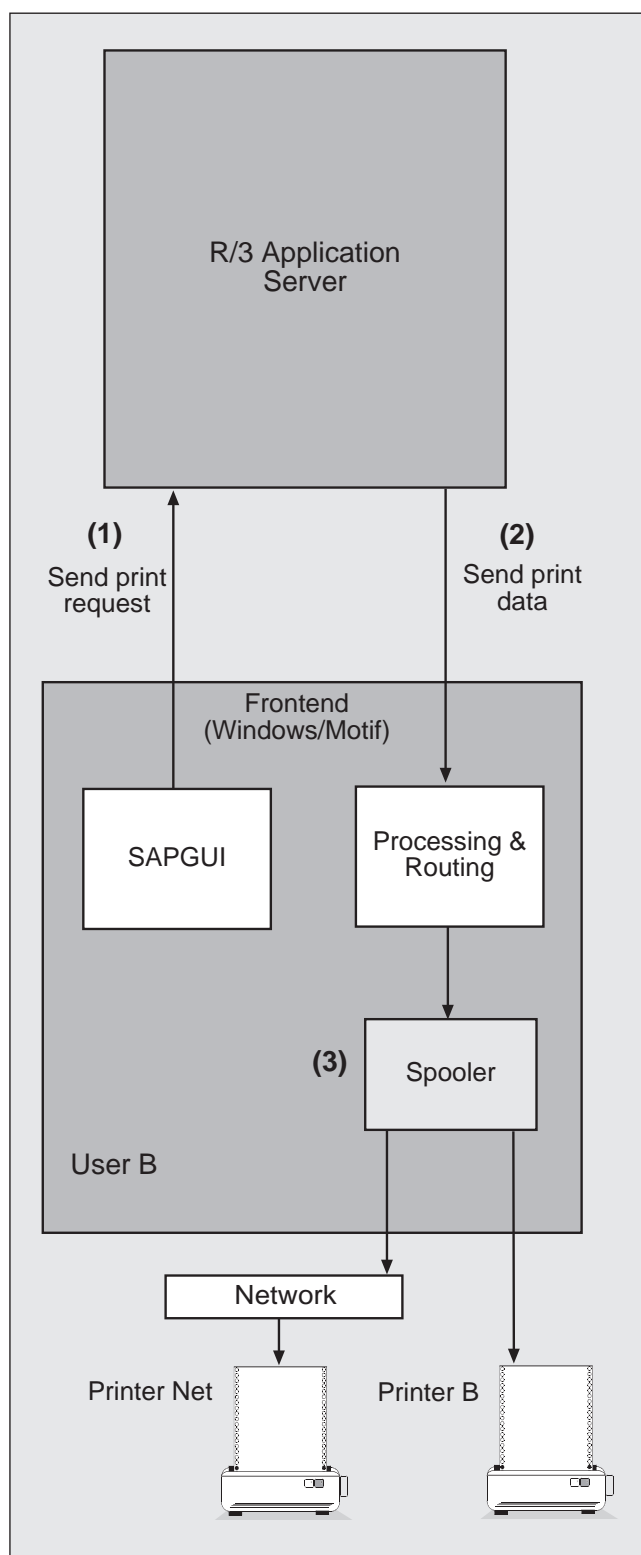 R/3 Application
Server
(1)
Send print
request
(2)
Send print
data
Frontend
(Windows/Motif)
SAPGUI
Processing &
Routing
(3)
Spooler
User B
Network
Printer Net
Printer B